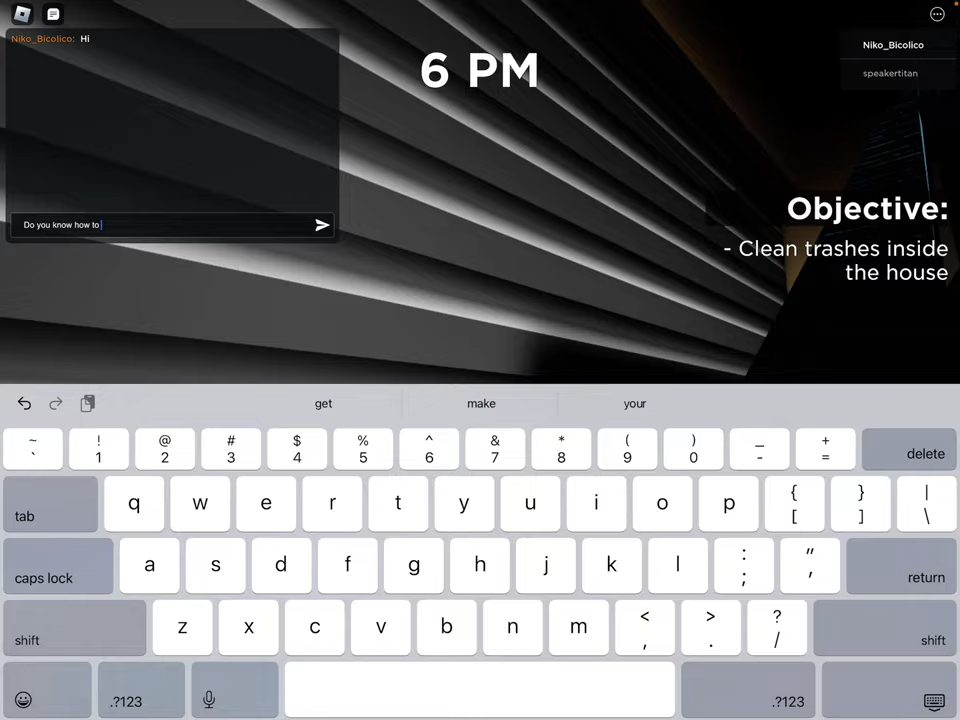 Niko_Bicolico: Hi
6 PM
Niko_Bicolico
speakertitan
Do you know how to
Objective:
- Clean trashes inside
the house
get make your
~ ! @ # $ % ^ & * ( ) _ +
` 1 2 3 4 5 6 7 8 9 0 - = delete
tab q w e r t y u i o p { [ } ] | \
caps lock a s d f g h j k l : ; " ' return
shift z x c v b n m < , > . ? / shift
.?123 .?123